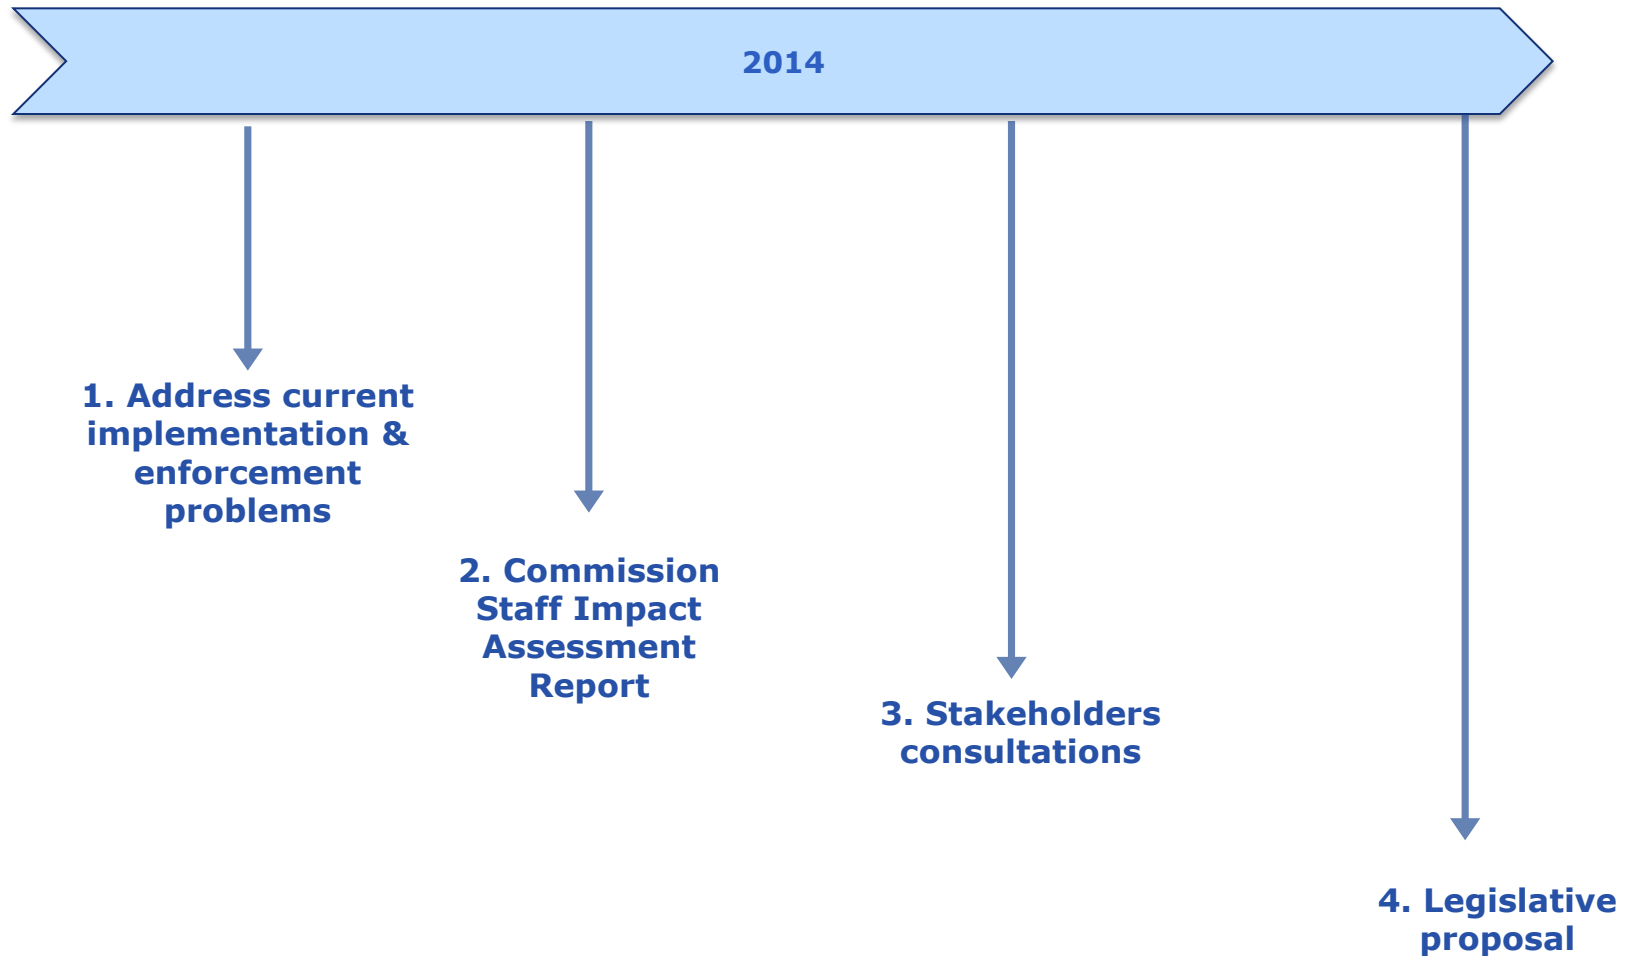 2014
1. Address current
implementation &
enforcement
problems
2. Commission
Staff Impact
Assessment
Report
3. Stakeholders
consultations
4. Legislative
proposal